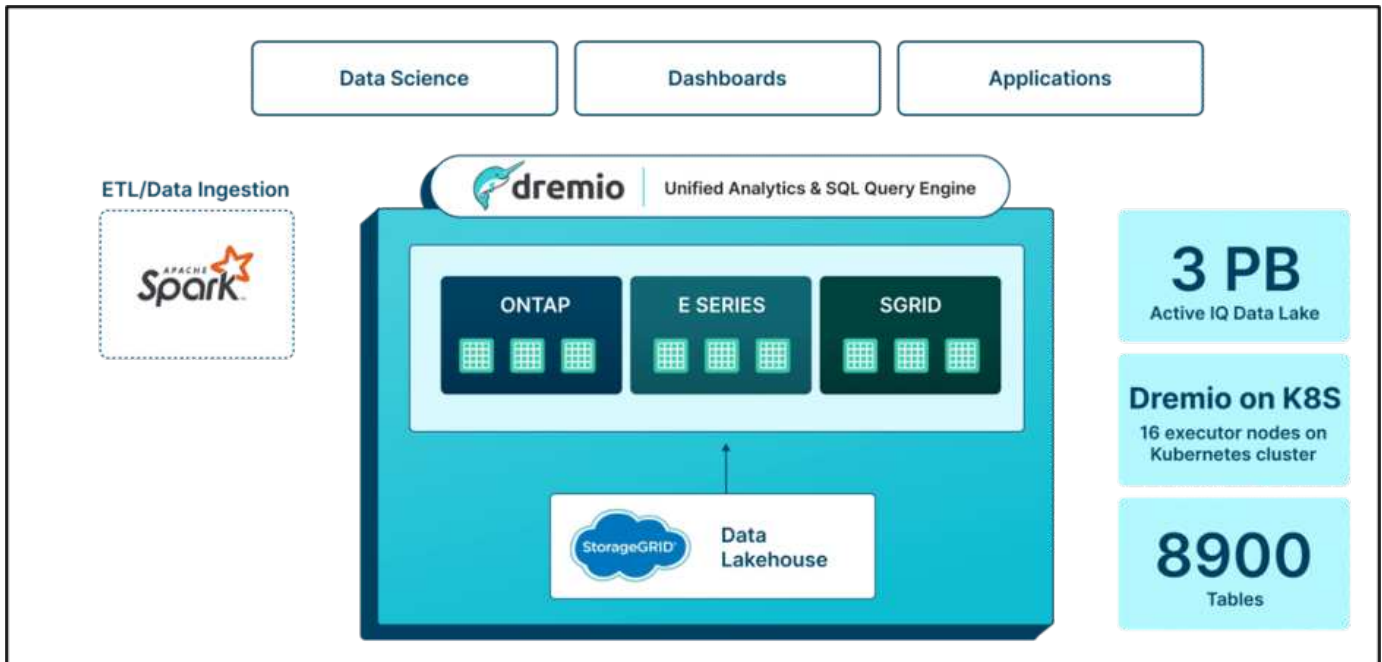 Data Science
Dashboards
Applications
ETL/Data Ingestion
APACHE
Spark™
dremio
Unified Analytics & SQL Query Engine
ONTAP
E SERIES
SGRID
StorageGRID®
Data
Lakehouse
3 PB
Active IQ Data Lake
Dremio on K8S
16 executor nodes on
Kubernetes cluster
8900
Tables